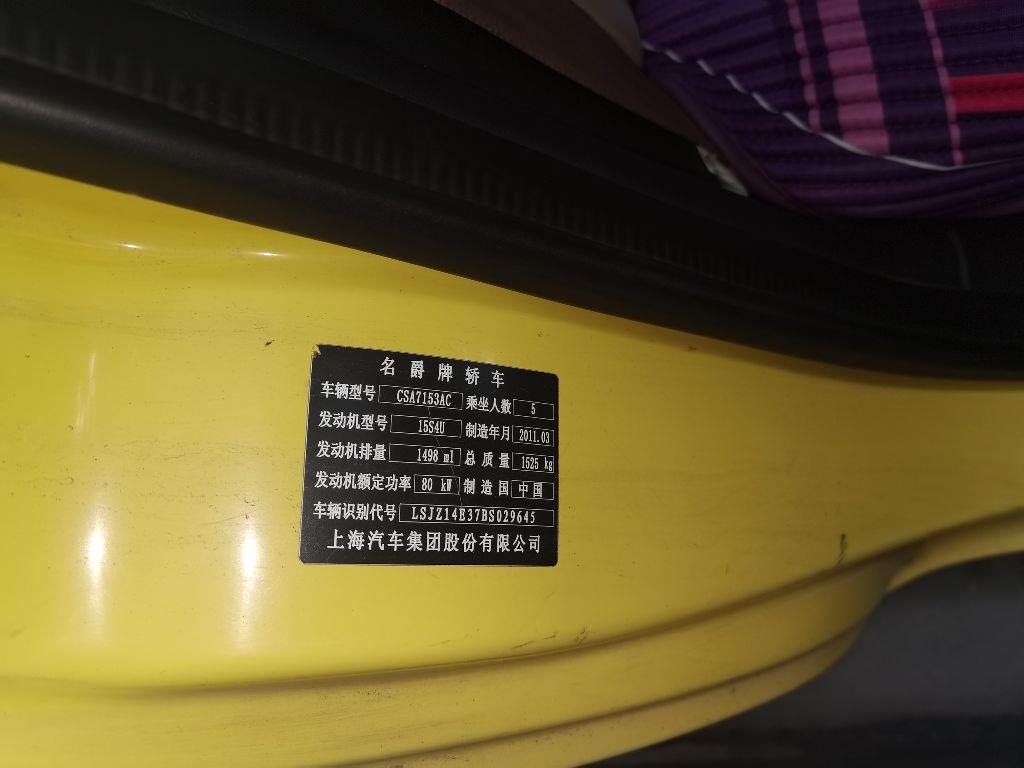 名爵牌轿车
车辆型号 CSA7153AC 乘坐人数 5
发动机型号 15S4U 制造年月 2011.03
发动机排量 1498 ml 总质量 1525 kg
发动机额定功率 80 kW 制造国 中国
车辆识别代号 LSJZ14E37BS029645
上海汽车集团股份有限公司